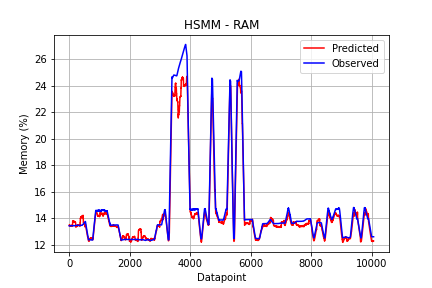 HSMM - RAM
Predicted
Observed
Memory (%)
26
24
22
20
18
16
14
12
0
2000
4000
6000
8000
10000
Datapoint